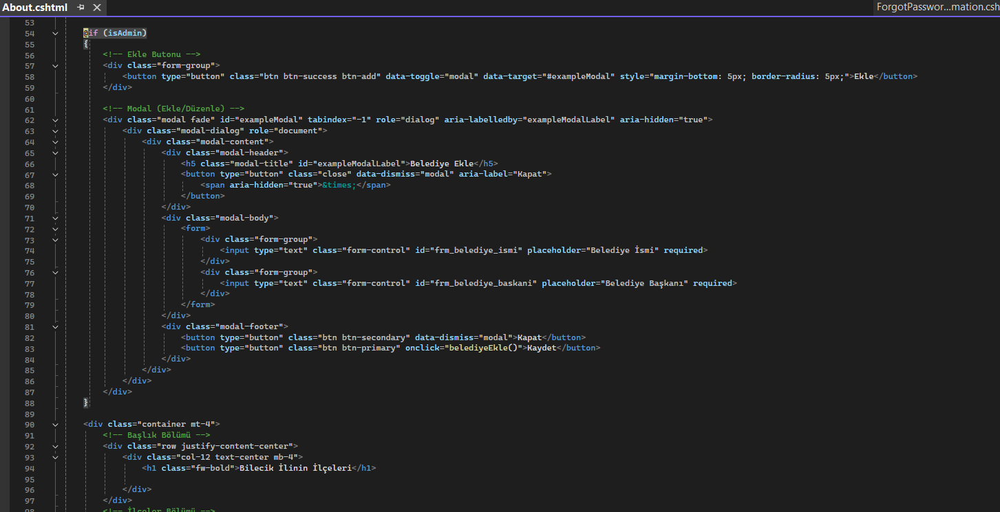 About.cshtml
ForgotPasswor...mation.csh
53
54 @if (isAdmin)
55 {
56 <!-- Ekle Butonu -->
57 <div class="form-group">
58 <button type="button" class="btn btn-success btn-add" data-toggle="modal" data-target="#exampleModal" style="margin-bottom: 5px; border-radius: 5px;">Ekle</button>
59 </div>
60
61 <!-- Modal (Ekle/Düzenle) -->
62 <div class="modal fade" id="exampleModal" tabindex="-1" role="dialog" aria-labelledby="exampleModalLabel" aria-hidden="true">
63 <div class="modal-dialog" role="document">
64 <div class="modal-content">
65 <div class="modal-header">
66 <h5 class="modal-title" id="exampleModalLabel">Belediye Ekle</h5>
67 <button type="button" class="close" data-dismiss="modal" aria-label="Kapat">
68 <span aria-hidden="true">&times;</span>
69 </button>
70 </div>
71 <div class="modal-body">
72 <form>
73 <div class="form-group">
74 <input type="text" class="form-control" id="frm_belediye_ismi" placeholder="Belediye İsmi" required>
75 </div>
76 <div class="form-group">
77 <input type="text" class="form-control" id="frm_belediye_baskani" placeholder="Belediye Başkanı" required>
78 </div>
79 </form>
80 </div>
81 <div class="modal-footer">
82 <button type="button" class="btn btn-secondary" data-dismiss="modal">Kapat</button>
83 <button type="button" class="btn btn-primary" onclick="belediyeEkle()">Kaydet</button>
84 </div>
85 </div>
86 </div>
87 </div>
88 }
89
90 <div class="container mt-4">
91 <!-- Başlık Bölümü -->
92 <div class="row justify-content-center">
93 <div class="col-12 text-center mb-4">
94 <h1 class="fw-bold">Bilecik İlinin İlçeleri</h1>
95
96 </div>
97 </div>
98 <!-- İlçeler Bölümü -->